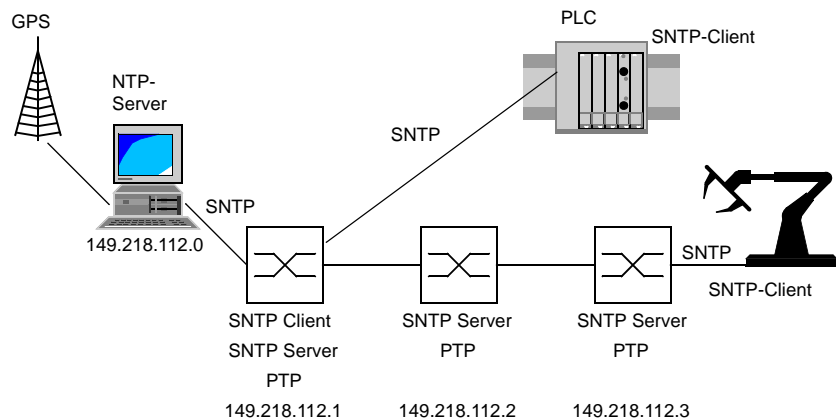 GPS
PLC
SNTP-Client
NTP-
Server
SNTP
SNTP
149.218.112.0
SNTP
SNTP-Client
SNTP Client
SNTP Server
PTP
149.218.112.1
SNTP Server
PTP
149.218.112.2
SNTP Server
PTP
149.218.112.3